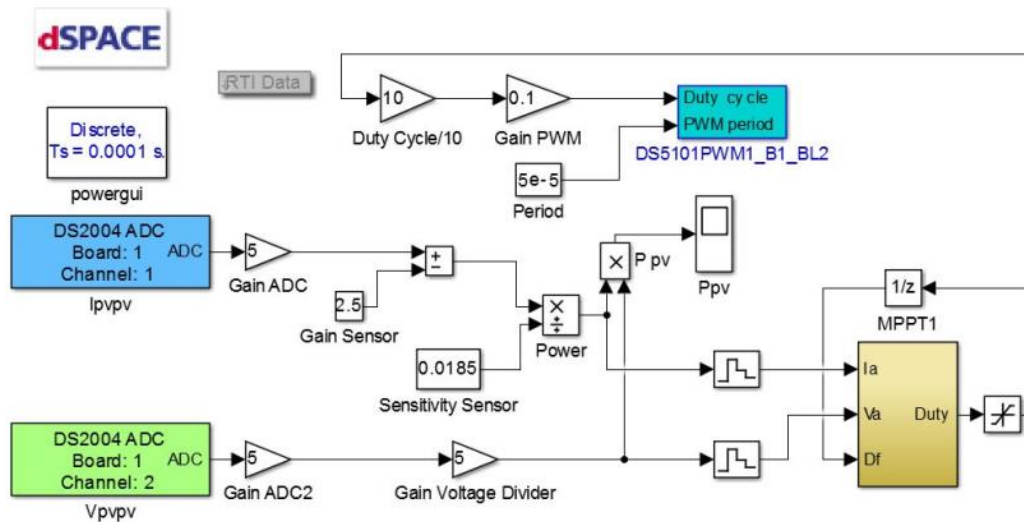 dSPACE
RTI Data
Discrete,
Ts = 0.0001 s.
powergui
10
Duty Cycle/10
0.1
Gain PWM
Duty cycle
PWM period
DS5101PWM1_B1_BL2
5e-5
Period
DS2004 ADC
Board: 1
Channel: 1
ADC
Ipvpv
5
Gain ADC
2.5
Gain Sensor
0.0185
Sensitivity Sensor
Power
P pv
Ppv
1/z
MPPT1
Ia
Va
Df
Duty
DS2004 ADC
Board: 1
Channel: 2
ADC
Vpvpv
5
Gain ADC2
5
Gain Voltage Divider